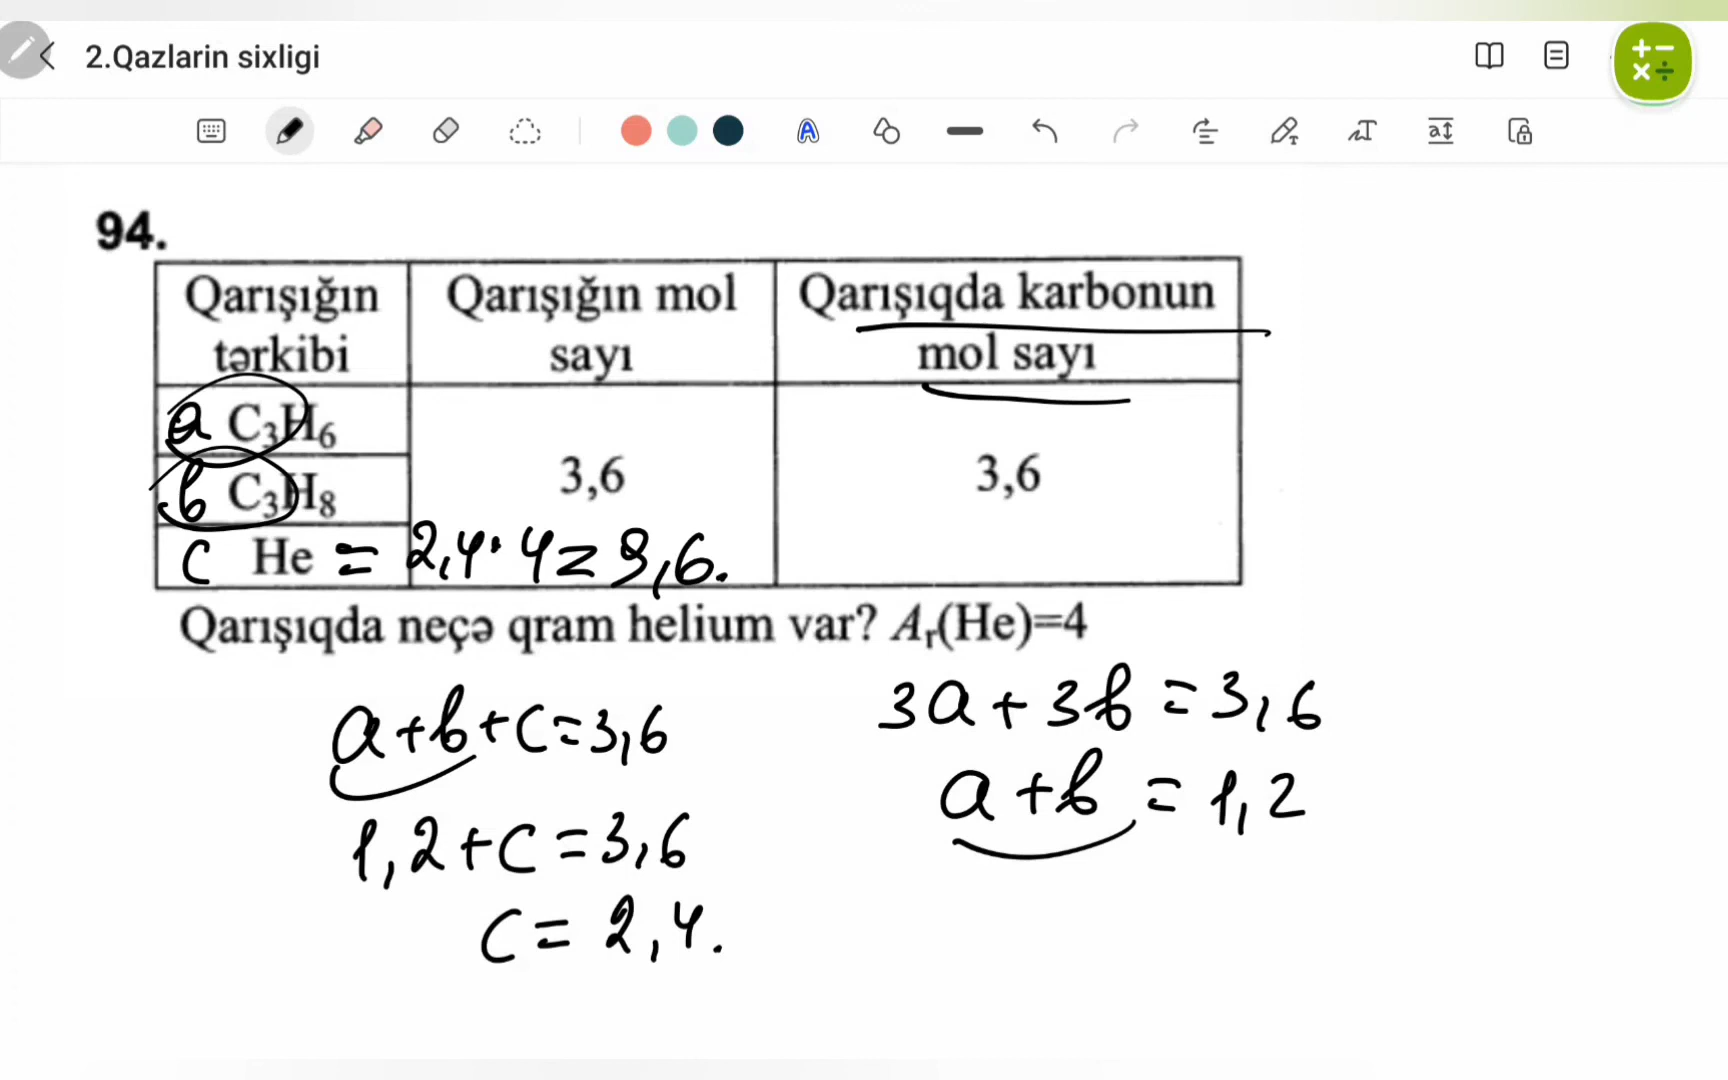 2.Qazlarin sixligi
94.
Qarışığın tərkibi
Qarışığın mol sayı
Qarışıqda karbonun mol sayı
a C₃H₆
b C₃H₈
3,6
3,6
c He = 2,4·4=9,6.
Qarışıqda neçə qram helium var? Aᵣ(He)=4
a+b+c=3,6
3a+3b=3,6
a+b=1,2
1,2+c=3,6
c=2,4.